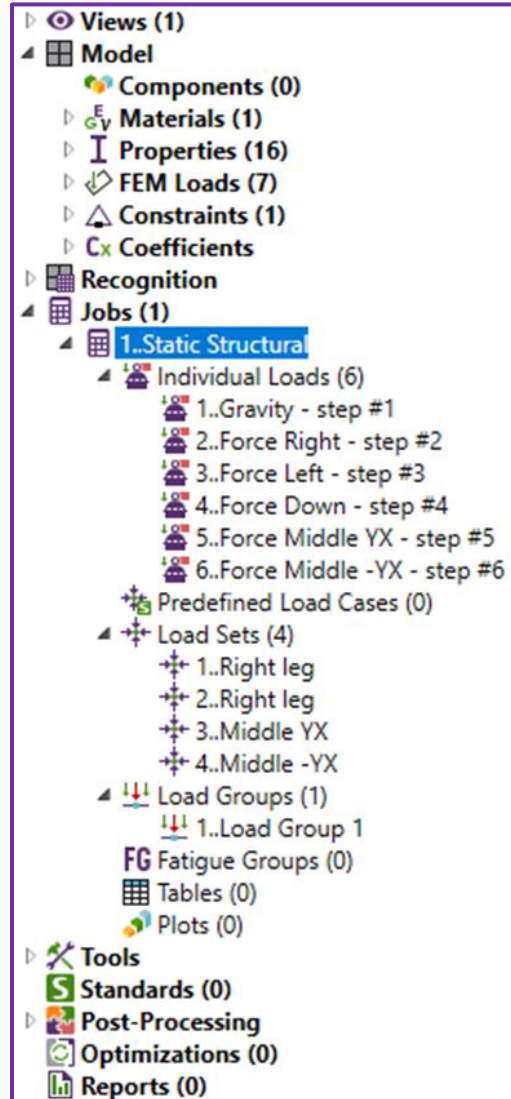 Views (1)
Model
Components (0)
Materials (1)
Properties (16)
FEM Loads (7)
Constraints (1)
Cx Coefficients
Recognition
Jobs (1)
1..Static Structural
Individual Loads (6)
1..Gravity - step #1
2..Force Right - step #2
3..Force Left - step #3
4..Force Down - step #4
5..Force Middle YX - step #5
6..Force Middle -YX - step #6
Predefined Load Cases (0)
Load Sets (4)
1..Right leg
2..Right leg
3..Middle YX
4..Middle -YX
Load Groups (1)
1..Load Group 1
FG Fatigue Groups (0)
Tables (0)
Plots (0)
Tools
S Standards (0)
Post-Processing
Optimizations (0)
Reports (0)